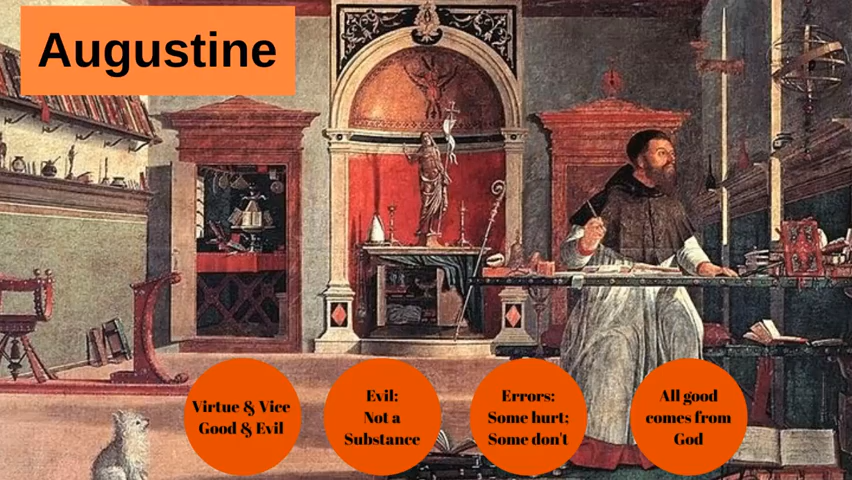 Augustine
Virtue & Vice
Good & Evil
Evil:
Not a
Substance
Errors:
Some hurt;
Some don't
All good
comes from
God